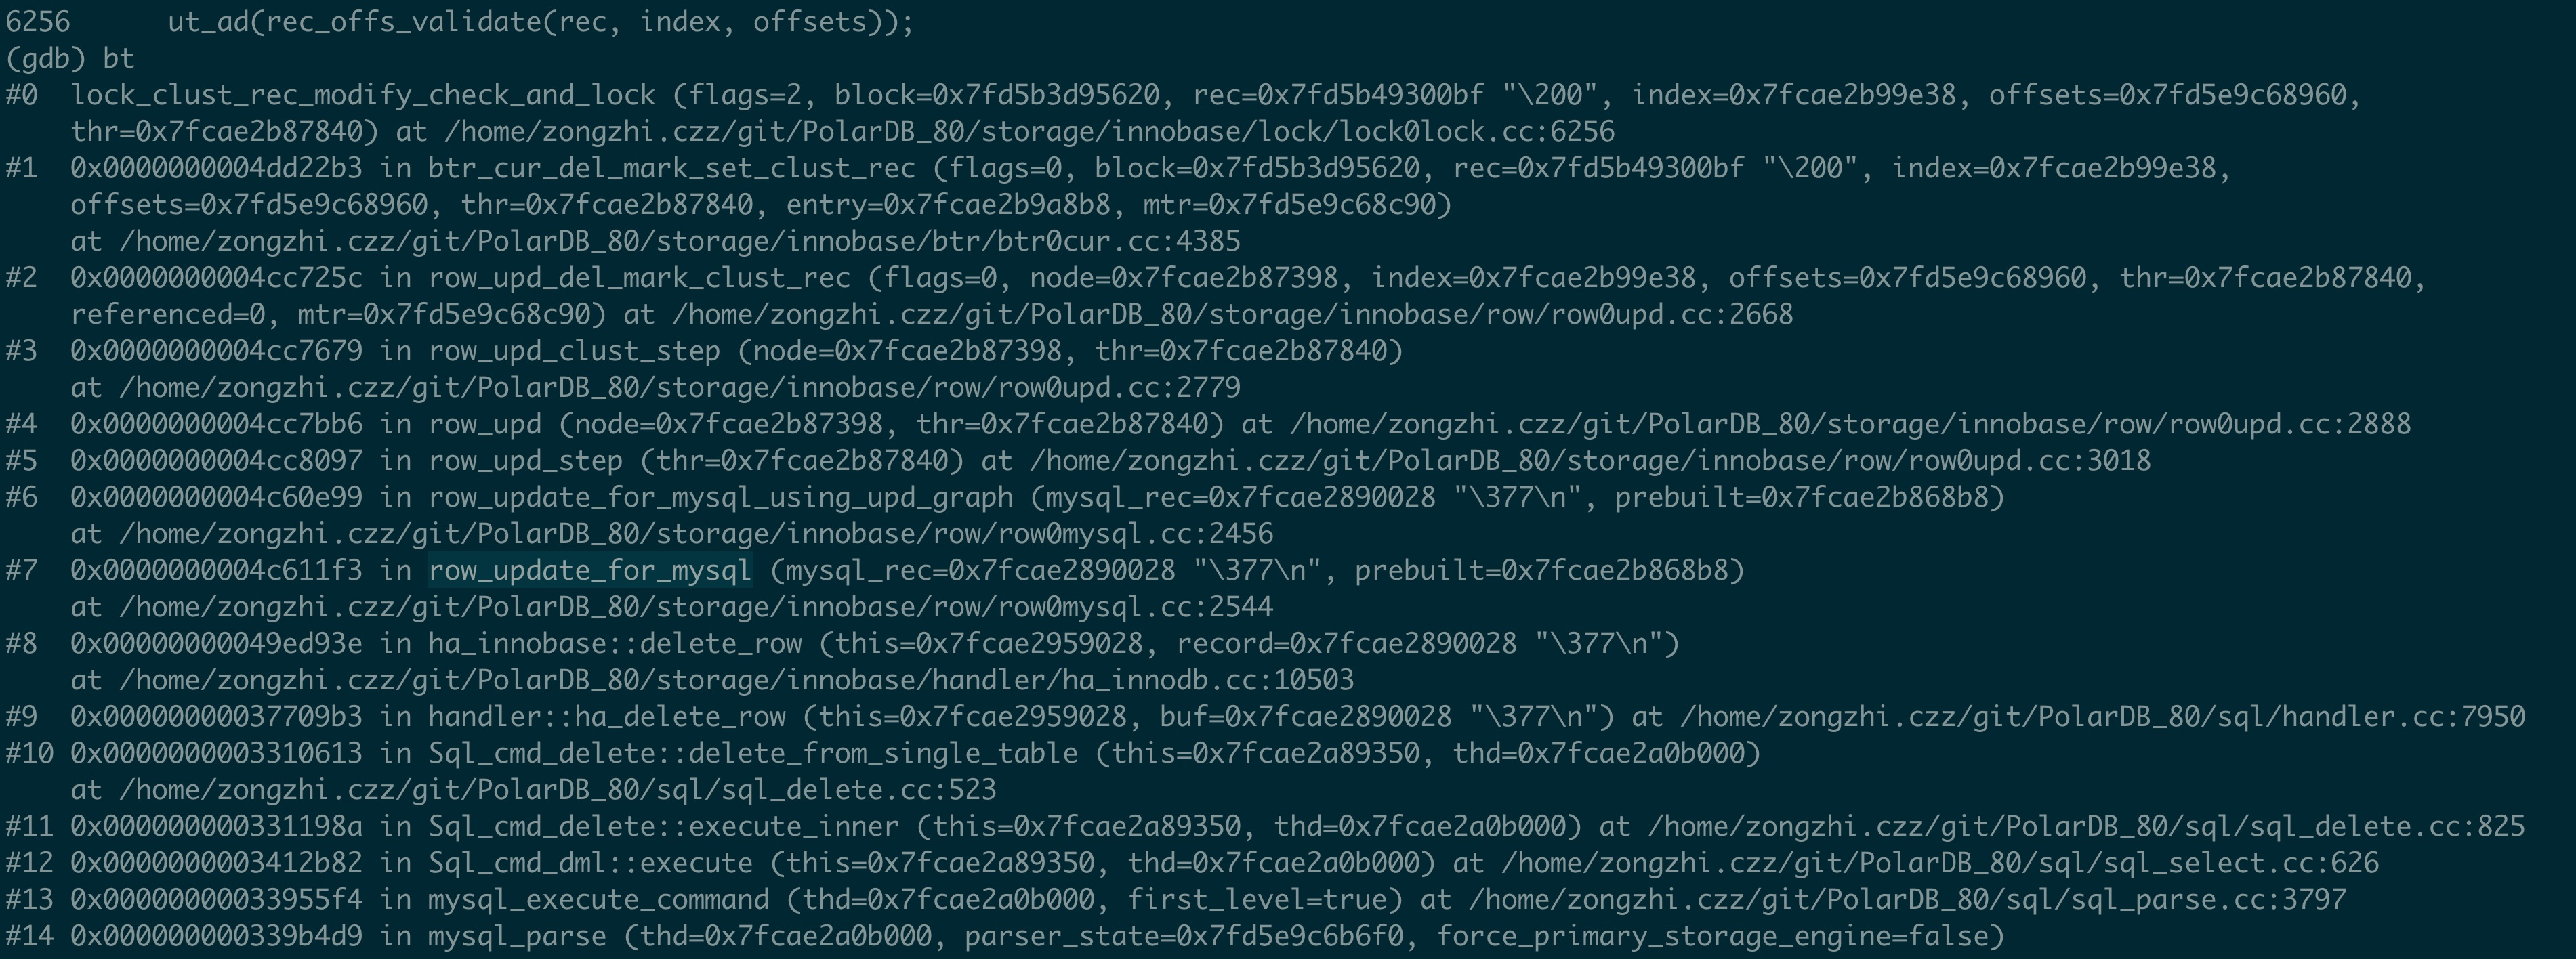 6256      ut_ad(rec_offs_validate(rec, index, offsets));
(gdb) bt
#0  lock_clust_rec_modify_check_and_lock (flags=2, block=0x7fd5b3d95620, rec=0x7fd5b49300bf "\200", index=0x7fcae2b99e38, offsets=0x7fd5e9c68960,
    thr=0x7fcae2b87840) at /home/zongzhi.czz/git/PolarDB_80/storage/innobase/lock/lock0lock.cc:6256
#1  0x0000000004dd22b3 in btr_cur_del_mark_set_clust_rec (flags=0, block=0x7fd5b3d95620, rec=0x7fd5b49300bf "\200", index=0x7fcae2b99e38,
    offsets=0x7fd5e9c68960, thr=0x7fcae2b87840, entry=0x7fcae2b9a8b8, mtr=0x7fd5e9c68c90)
    at /home/zongzhi.czz/git/PolarDB_80/storage/innobase/btr/btr0cur.cc:4385
#2  0x0000000004cc725c in row_upd_del_mark_clust_rec (flags=0, node=0x7fcae2b87398, index=0x7fcae2b99e38, offsets=0x7fd5e9c68960, thr=0x7fcae2b87840,
    referenced=0, mtr=0x7fd5e9c68c90) at /home/zongzhi.czz/git/PolarDB_80/storage/innobase/row/row0upd.cc:2668
#3  0x0000000004cc7679 in row_upd_clust_step (node=0x7fcae2b87398, thr=0x7fcae2b87840)
    at /home/zongzhi.czz/git/PolarDB_80/storage/innobase/row/row0upd.cc:2779
#4  0x0000000004cc7bb6 in row_upd (node=0x7fcae2b87398, thr=0x7fcae2b87840) at /home/zongzhi.czz/git/PolarDB_80/storage/innobase/row/row0upd.cc:2888
#5  0x0000000004cc8097 in row_upd_step (thr=0x7fcae2b87840) at /home/zongzhi.czz/git/PolarDB_80/storage/innobase/row/row0upd.cc:3018
#6  0x0000000004c60e99 in row_update_for_mysql_using_upd_graph (mysql_rec=0x7fcae2890028 "\377\n", prebuilt=0x7fcae2b868b8)
    at /home/zongzhi.czz/git/PolarDB_80/storage/innobase/row/row0mysql.cc:2456
#7  0x0000000004c611f3 in row_update_for_mysql (mysql_rec=0x7fcae2890028 "\377\n", prebuilt=0x7fcae2b868b8)
    at /home/zongzhi.czz/git/PolarDB_80/storage/innobase/row/row0mysql.cc:2544
#8  0x00000000049ed93e in ha_innobase::delete_row (this=0x7fcae2959028, record=0x7fcae2890028 "\377\n")
    at /home/zongzhi.czz/git/PolarDB_80/storage/innobase/handler/ha_innodb.cc:10503
#9  0x00000000037709b3 in handler::ha_delete_row (this=0x7fcae2959028, buf=0x7fcae2890028 "\377\n") at /home/zongzhi.czz/git/PolarDB_80/sql/handler.cc:7950
#10 0x0000000003310613 in Sql_cmd_delete::delete_from_single_table (this=0x7fcae2a89350, thd=0x7fcae2a0b000)
    at /home/zongzhi.czz/git/PolarDB_80/sql/sql_delete.cc:523
#11 0x000000000331198a in Sql_cmd_delete::execute_inner (this=0x7fcae2a89350, thd=0x7fcae2a0b000) at /home/zongzhi.czz/git/PolarDB_80/sql/sql_delete.cc:825
#12 0x0000000003412b82 in Sql_cmd_dml::execute (this=0x7fcae2a89350, thd=0x7fcae2a0b000) at /home/zongzhi.czz/git/PolarDB_80/sql/sql_select.cc:626
#13 0x00000000033955f4 in mysql_execute_command (thd=0x7fcae2a0b000, first_level=true) at /home/zongzhi.czz/git/PolarDB_80/sql/sql_parse.cc:3797
#14 0x000000000339b4d9 in mysql_parse (thd=0x7fcae2a0b000, parser_state=0x7fd5e9c6b6f0, force_primary_storage_engine=false)